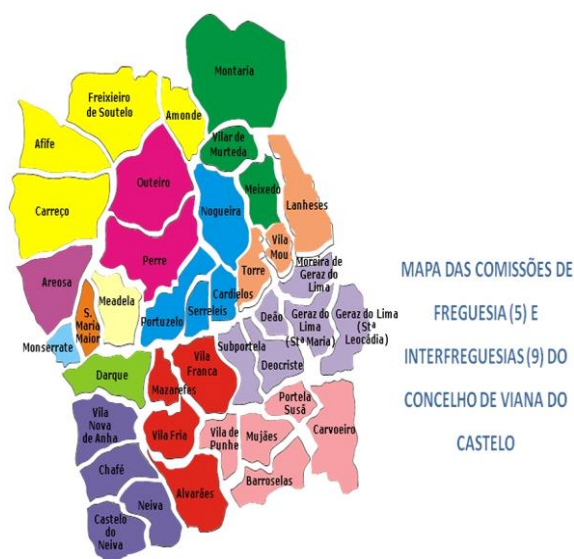 Montaria
Freixieiro
de Soutelo
Amonde
Afife
Vilar de
Murteda
Outeiro
Meixedo
Lanheses
Carreço
Nogueira
Perre
Vila
Mou
Torre
Moreira de
Geraz do
Lima
Areosa
Meadela
S.
Maria
Maior
Cardielos
Serreleis
Portuzelo
Deão
Geraz do
Lima
(Stª Maria)
Geraz do Lima
(Stª
Leocádia)
Monserrate
Subportela
Vila
Franca
Deocriste
Darque
Mazarefes
Portela
Susã
Vila
Nova
de Anha
Vila Fria
Vila de
Punhe
Mujães
Carvoeiro
Chafé
Barroselas
Alvarães
Neiva
Castelo
do
Neiva
MAPA DAS COMISSÕES DE
FREGUESIA (5) E
INTERFREGUESIAS (9) DO
CONCELHO DE VIANA DO
CASTELO